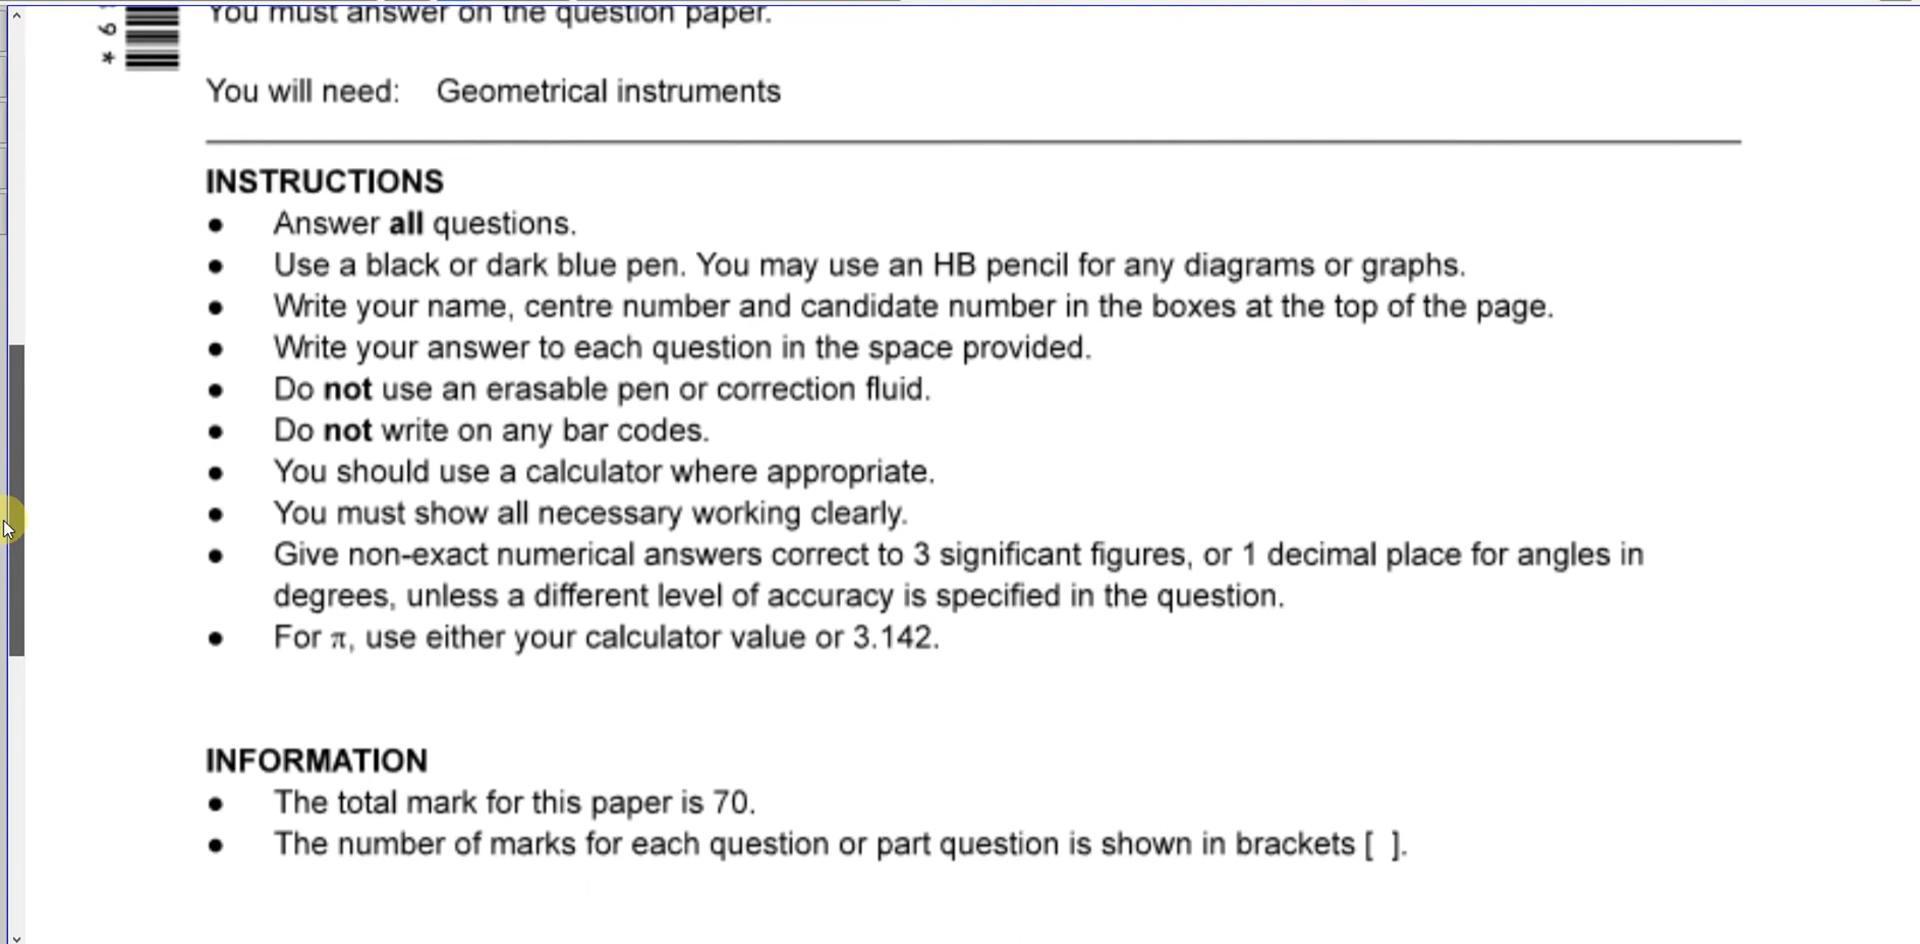 You must answer on the question paper.
* 9
You will need: Geometrical instruments
INSTRUCTIONS
● Answer all questions.
● Use a black or dark blue pen. You may use an HB pencil for any diagrams or graphs.
● Write your name, centre number and candidate number in the boxes at the top of the page.
● Write your answer to each question in the space provided.
● Do not use an erasable pen or correction fluid.
● Do not write on any bar codes.
● You should use a calculator where appropriate.
● You must show all necessary working clearly.
● Give non-exact numerical answers correct to 3 significant figures, or 1 decimal place for angles in
degrees, unless a different level of accuracy is specified in the question.
● For π, use either your calculator value or 3.142.
INFORMATION
● The total mark for this paper is 70.
● The number of marks for each question or part question is shown in brackets [ ].